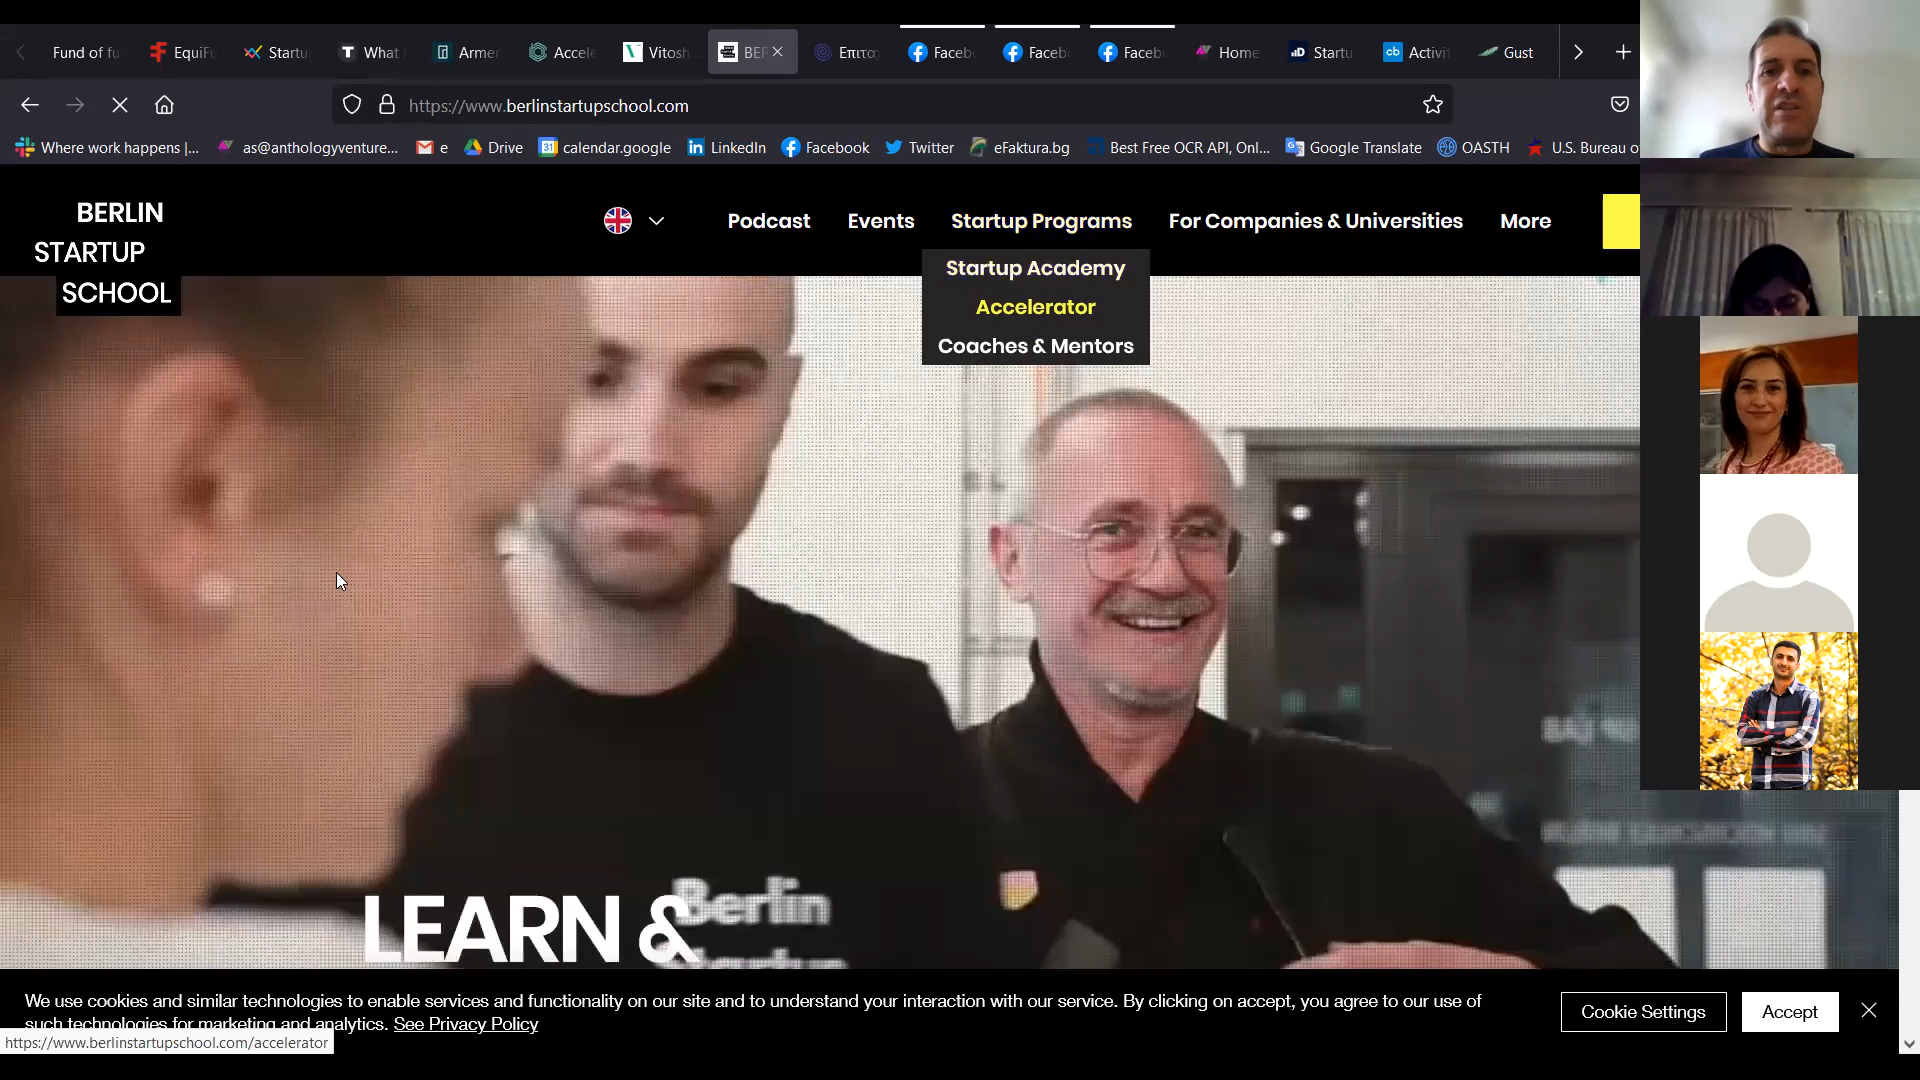 Fund of fu
EquiFu
Startu
What i
Armen
Accele
Vitosh
BER
Επιταχ
Faceb
Faceb
Faceb
Home
Startu
Activit
Gust
https://www.berlinstartupschool.com
Where work happens |...
as@anthologyventure...
e
Drive
calendar.google
LinkedIn
Facebook
Twitter
eFaktura.bg
Best Free OCR API, Onl...
Google Translate
OASTH
U.S. Bureau o
BERLIN
STARTUP
SCHOOL
Podcast
Events
Startup Programs
For Companies & Universities
More
Startup Academy
Accelerator
Coaches & Mentors
Berlin
LEARN &
We use cookies and similar technologies to enable services and functionality on our site and to understand your interaction with our service. By clicking on accept, you agree to our use of
such technologies for marketing and analytics. See Privacy Policy
Cookie Settings
Accept
https://www.berlinstartupschool.com/accelerator